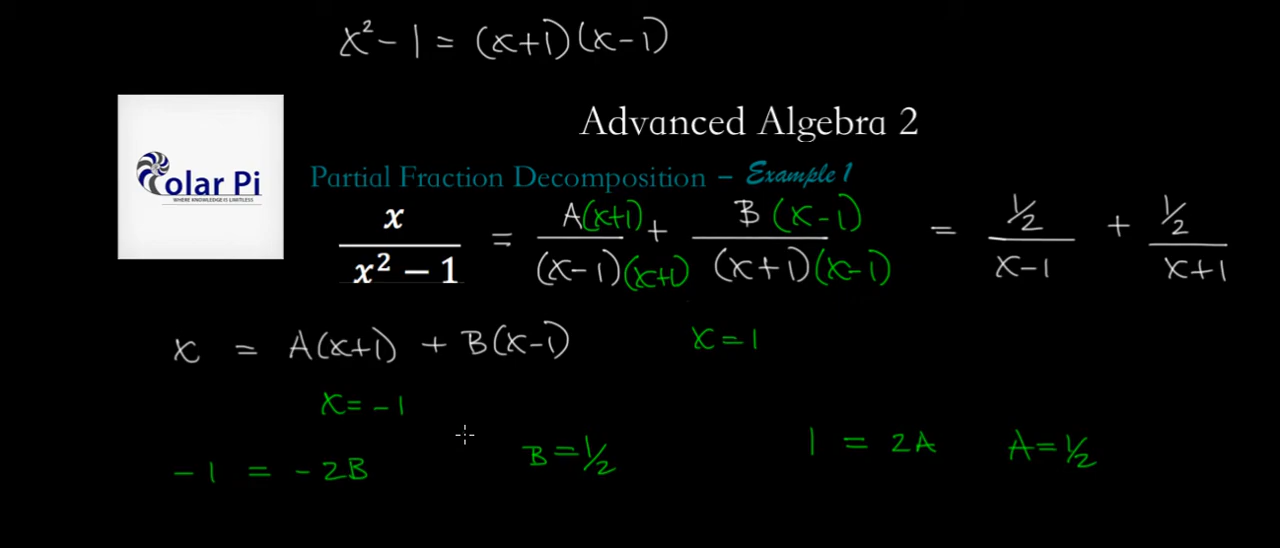 x² - 1 = (x+1)(x-1)
Advanced Algebra 2
olar Pi
WHERE KNOWLEDGE IS LIMITLESS
Partial Fraction Decomposition – Example 1
x / (x² − 1) = A(x+1) / (x-1)(x+1) + B(x-1) / (x+1)(x-1) = ½ / (x-1) + ½ / (x+1)
x = A(x+1) + B(x-1)
x = 1
x = -1
-1 = -2B
B = ½
1 = 2A
A = ½